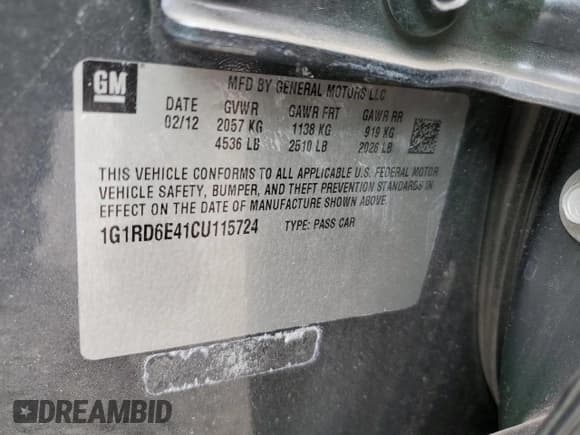 GM
MFD BY GENERAL MOTORS LLC
DATE GVWR GAWR FRT GAWR RR
02/12 2057 KG 1138 KG 919 KG
4536 LB 2510 LB 2026 LB
THIS VEHICLE CONFORMS TO ALL APPLICABLE U.S. FEDERAL MOTOR
VEHICLE SAFETY, BUMPER, AND THEFT PREVENTION STANDARDS IN
EFFECT ON THE DATE OF MANUFACTURE SHOWN ABOVE.
1G1RD6E41CU115724 TYPE: PASS CAR
DREAMBID